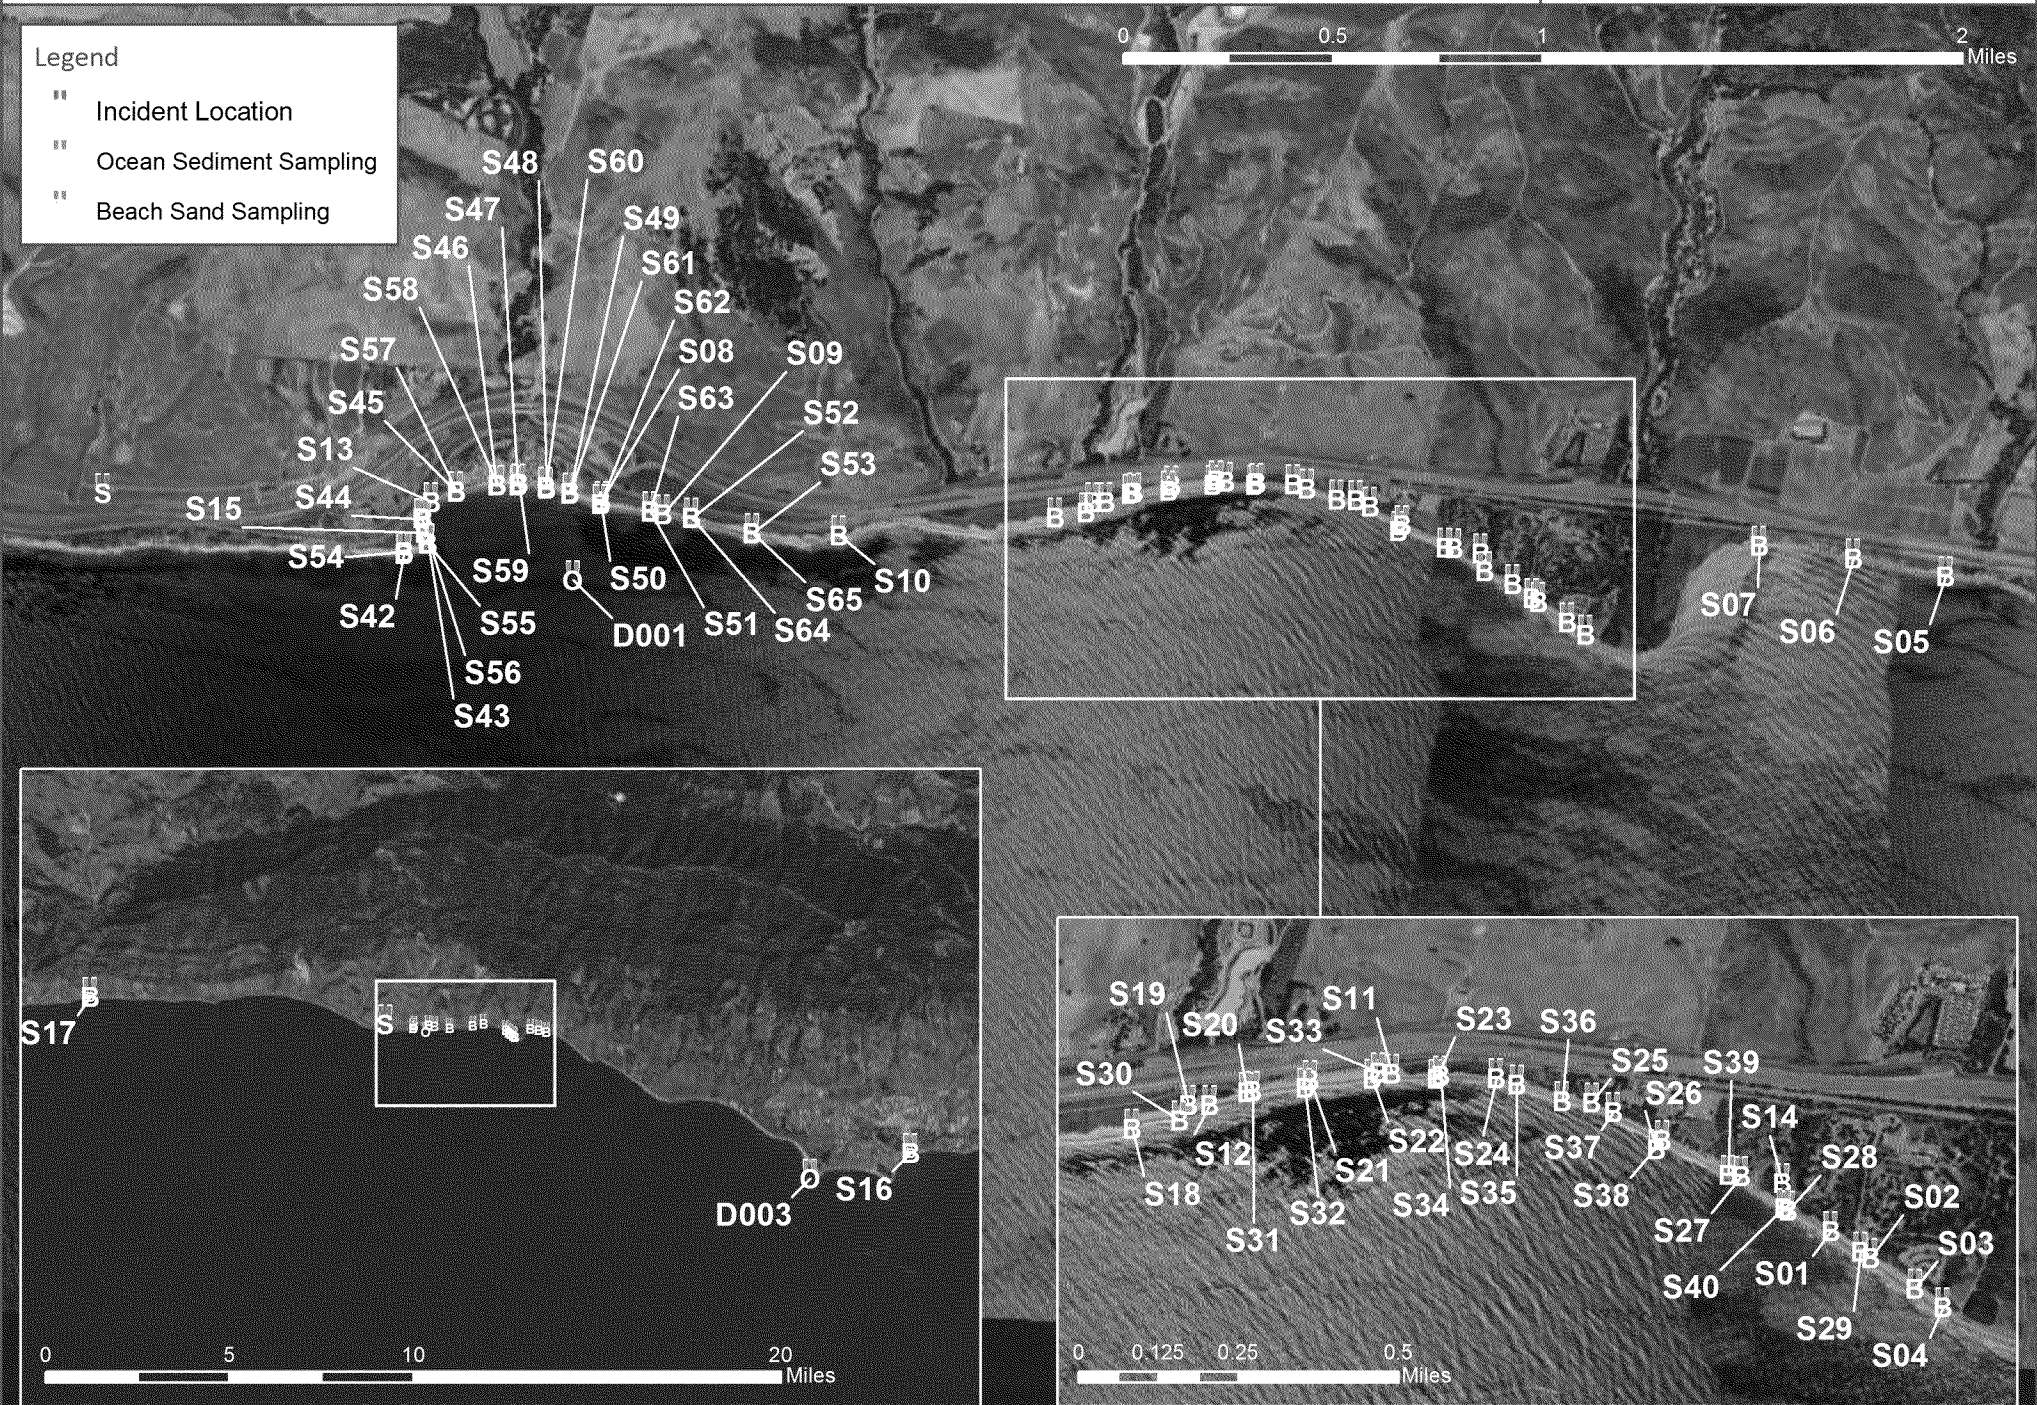 Legend
Incident Location
Ocean Sediment Sampling
Beach Sand Sampling
0 0.5 1 2
Miles
S48 S60
S47 S49
S46 S61
S58 S62
S57 S08 S09
S45 S63 S52
S13 S53
S
S15 S44
S54 S59 S50 S10
S42 S55 D001 S51 S64 S65
S56
S43
O
B B B B B B B B B B B B B B B B
S07 S06 S05
B B B
S17
B
S
O
D003
O
S16
B
0 5 10 20
Miles
S19 S11 S23 S36
S20 S33 S25 S39
S30 S26
S14
S12 S22 S24 S37 S28
S18 S21 S35 S38 S02
S32 S34 S27 S03
S31 S40 S01
S29
S04
0 0.125 0.25 0.5
Miles